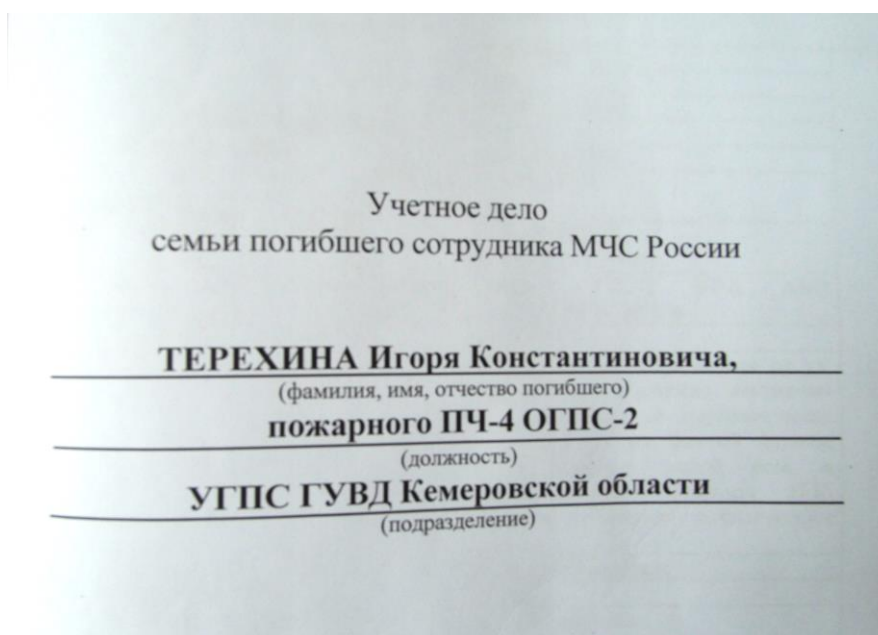 Учетное дело
семьи погибшего сотрудника МЧС России
ТЕРЕХИНА Игоря Константиновича,
(фамилия, имя, отчество погибшего)
пожарного ПЧ-4 ОГПС-2
(должность)
УГПС ГУВД Кемеровской области
(подразделение)